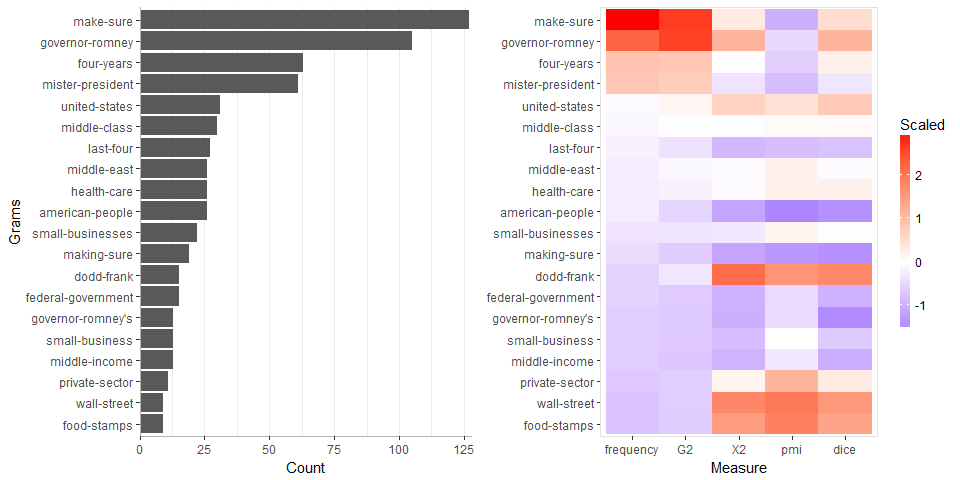 Grams
make-sure
governor-romney
four-years
mister-president
united-states
middle-class
last-four
middle-east
health-care
american-people
small-businesses
making-sure
dodd-frank
federal-government
governor-romney's
small-business
middle-income
private-sector
wall-street
food-stamps
0 25 50 75 100 125
Count
make-sure
governor-romney
four-years
mister-president
united-states
middle-class
last-four
middle-east
health-care
american-people
small-businesses
making-sure
dodd-frank
federal-government
governor-romney's
small-business
middle-income
private-sector
wall-street
food-stamps
frequency G2 X2 pmi dice
Measure
Scaled
2
1
0
-1